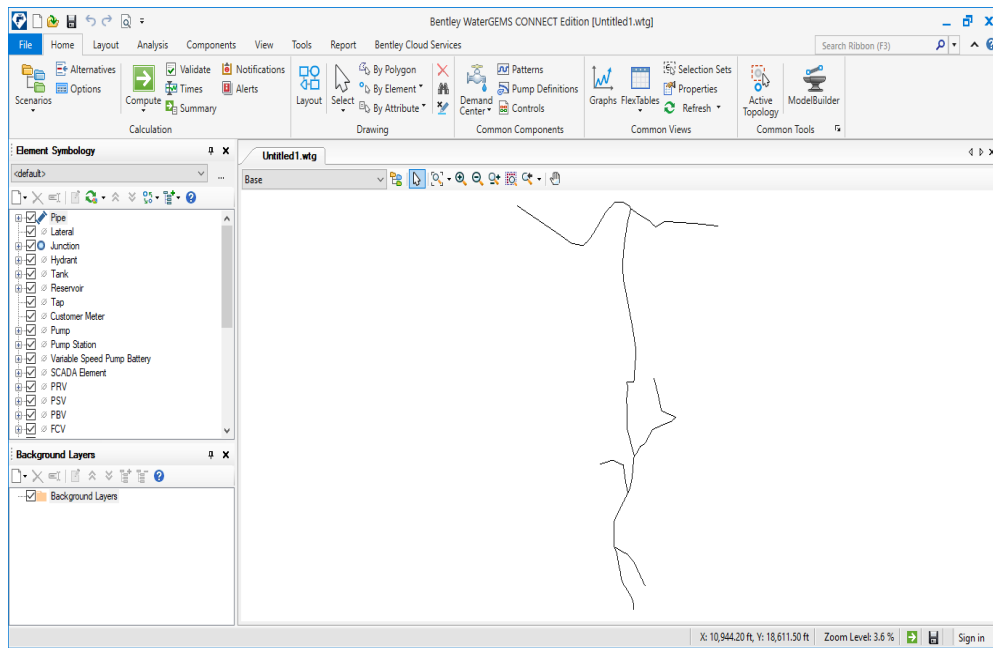 Bentley WaterGEMS CONNECT Edition [Untitled1.wtg]
File Home Layout Analysis Components View Tools Report Bentley Cloud Services Search Ribbon (F3)
Scenarios
Alternatives
Options
Compute
Validate
Times
Summary
Notifications
Alerts
Calculation
Layout
Select
By Polygon
By Element
By Attribute
Drawing
Demand Center
Patterns
Pump Definitions
Controls
Common Components
Graphs
FlexTables
Selection Sets
Properties
Refresh
Common Views
Active Topology
ModelBuilder
Common Tools
Element Symbology
<default>
...
Pipe
Lateral
Junction
Hydrant
Tank
Reservoir
Tap
Customer Meter
Pump
Pump Station
Variable Speed Pump Battery
SCADA Element
PRV
PSV
PBV
FCV
Background Layers
Background Layers
Untitled1.wtg
Base
X: 10,944.20 ft, Y: 18,611.50 ft Zoom Level: 3.6 % Sign in